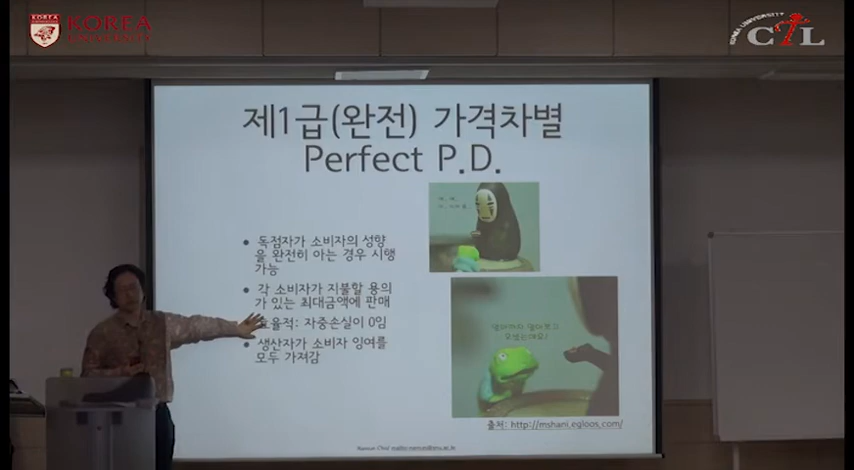 KOREA
UNIVERSITY
KOREA UNIVERSITY
CTL
제1급(완전) 가격차별
Perfect P.D.
• 독점자가 소비자의 성향
을 완전히 아는 경우 시행
가능
• 각 소비자가 지불할 용의
가 있는 최대금액에 판매
효율적: 자중손실이 0임
• 생산자가 소비자 잉여를
모두 가져감
출처: http://mshani.egloos.com/